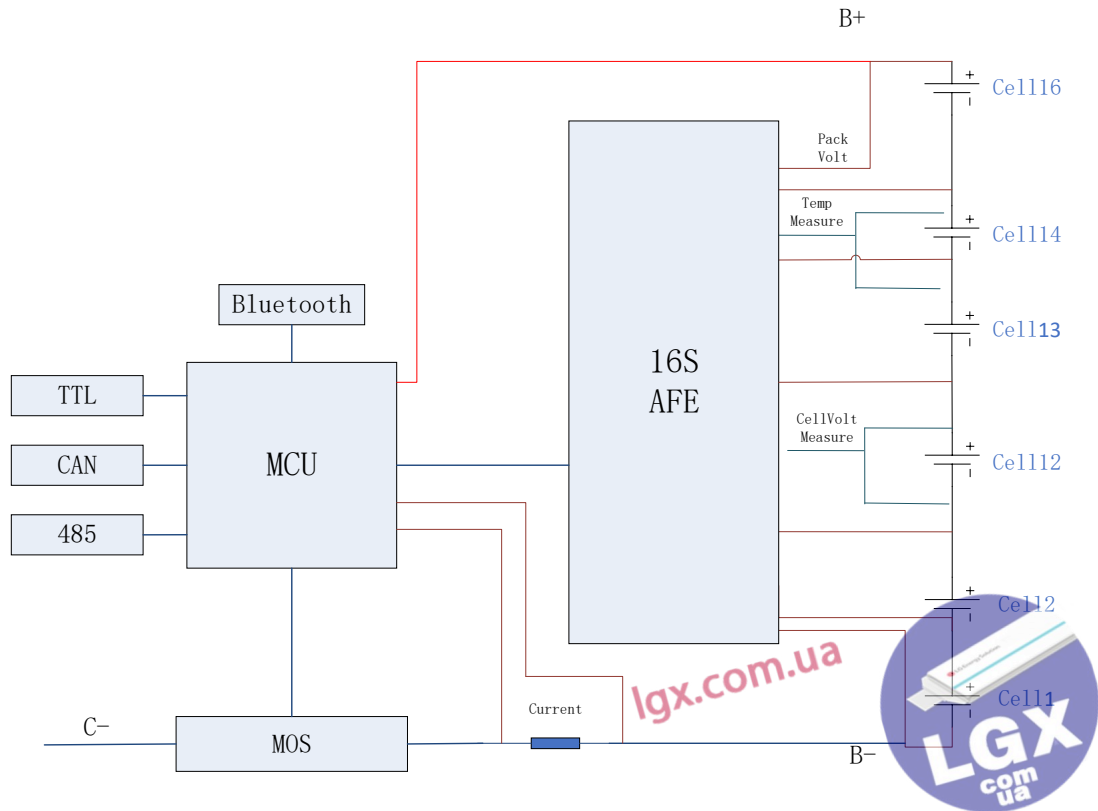 B+
Cell16
Pack
Volt
Temp
Measure
Cell14
Bluetooth
Cell13
16S
AFE
TTL
CellVolt
Measure
CAN
MCU
Cell12
485
Cell2
lgx.com.ua
Cell1
Current
C-
MOS
B-
LGX
com
ua